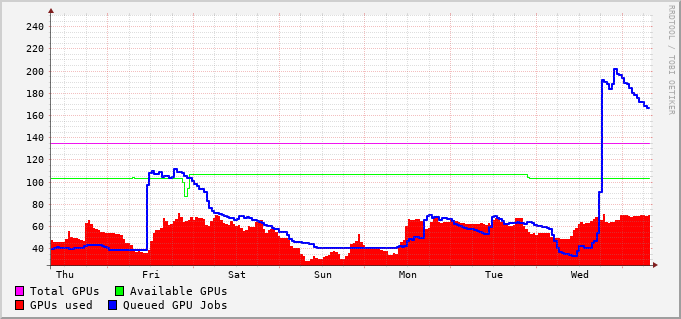 240
220
200
180
160
140
120
100
80
60
40
Thu Fri Sat Sun Mon Tue Wed
Total GPUs Available GPUs
GPUs used Queued GPU Jobs
RRDTOOL / TOBI OETIKER